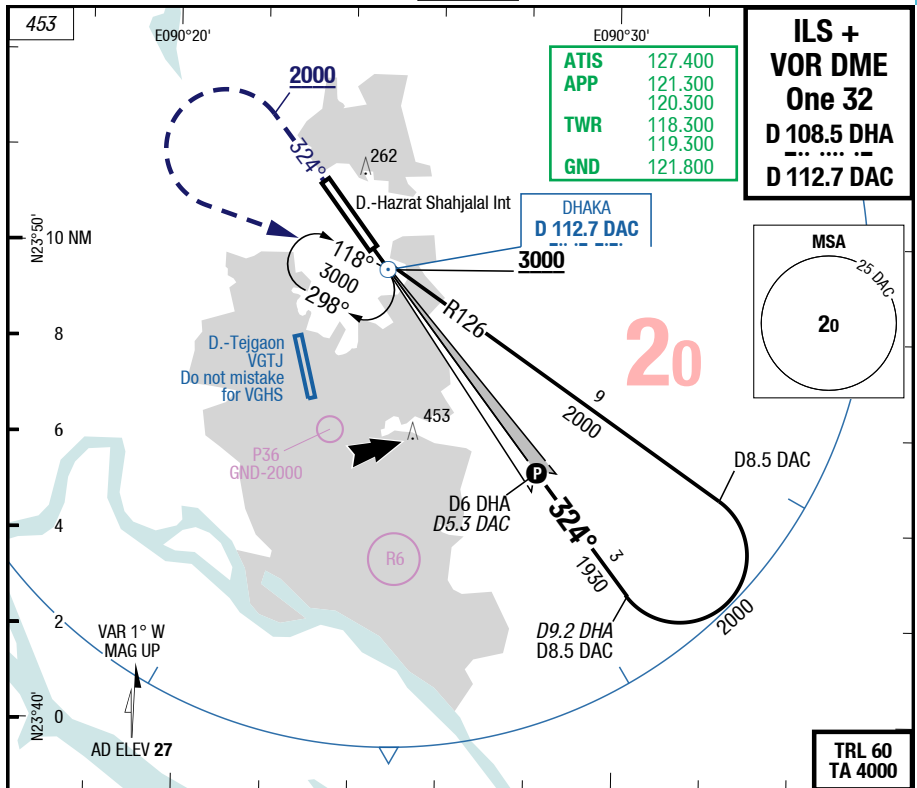 453
E090°20'
E090°30'
ILS +
VOR DME
One 32
D 108.5 DHA
D 112.7 DAC
ATIS 127.400
APP 121.300
120.300
TWR 118.300
119.300
GND 121.800
2000
324°
262
D.-Hazrat Shahjalal Int
DHAKA
D 112.7 DAC
N23°50'
10 NM
118°
3000
298°
3000
MSA
25 DAC
20
R126
20
D.-Tejgaon
VGTJ
Do not mistake
for VGHS
8
9
2000
453
6
P36
GND-2000
D8.5 DAC
P
D6 DHA
D5.3 DAC
324°
3
1930
4
R6
2000
2
D9.2 DHA
D8.5 DAC
VAR 1° W
MAG UP
N23°40'
0
AD ELEV 27
TRL 60
TA 4000